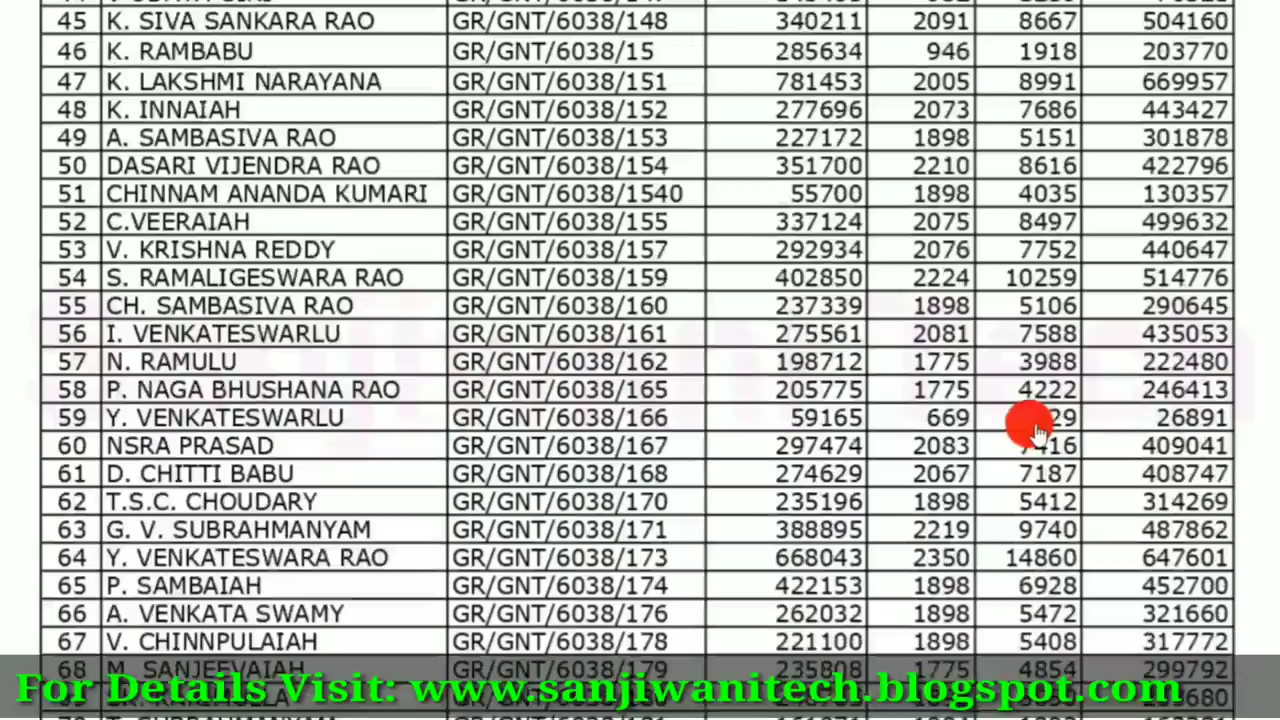 45 K. SIVA SANKARA RAO GR/GNT/6038/148 340211 2091 8667 504160
46 K. RAMBABU GR/GNT/6038/15 285634 946 1918 203770
47 K. LAKSHMI NARAYANA GR/GNT/6038/151 781453 2005 8991 669957
48 K. INNAIAH GR/GNT/6038/152 277696 2073 7686 443427
49 A. SAMBASIVA RAO GR/GNT/6038/153 227172 1898 5151 301878
50 DASARI VIJENDRA RAO GR/GNT/6038/154 351700 2210 8616 422796
51 CHINNAM ANANDA KUMARI GR/GNT/6038/1540 55700 1898 4035 130357
52 C.VEERAIAH GR/GNT/6038/155 337124 2075 8497 499632
53 V. KRISHNA REDDY GR/GNT/6038/157 292934 2076 7752 440647
54 S. RAMALIGESWARA RAO GR/GNT/6038/159 402850 2224 10259 514776
55 CH. SAMBASIVA RAO GR/GNT/6038/160 237339 1898 5106 290645
56 I. VENKATESWARLU GR/GNT/6038/161 275561 2081 7588 435053
57 N. RAMULU GR/GNT/6038/162 198712 1775 3988 222480
58 P. NAGA BHUSHANA RAO GR/GNT/6038/165 205775 1775 4222 246413
59 Y. VENKATESWARLU GR/GNT/6038/166 59165 669 26891
60 NSRA PRASAD GR/GNT/6038/167 297474 2083 409041
61 D. CHITTI BABU GR/GNT/6038/168 274629 2067 7187 408747
62 T.S.C. CHOUDARY GR/GNT/6038/170 235196 1898 5412 314269
63 G. V. SUBRAHMANYAM GR/GNT/6038/171 388895 2219 9740 487862
64 Y. VENKATESWARA RAO GR/GNT/6038/173 668043 2350 14860 647601
65 P. SAMBAIAH GR/GNT/6038/174 422153 1898 6928 452700
66 A. VENKATA SWAMY GR/GNT/6038/176 262032 1898 5472 321660
67 V. CHINNPULAIAH GR/GNT/6038/178 221100 1898 5408 317772
68 M. SANJEEVAIAH GR/GNT/6038/179 235808 1775 4854 299792
For Details Visit: www.sanjiwanitech.blogspot.com